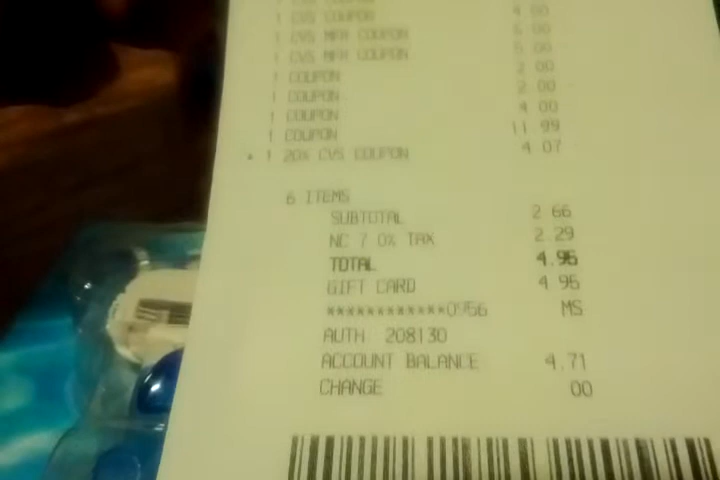 1 CVS COUPON 4 00
1 CVS MFR COUPON 5 00
1 CVS MFR COUPON 5 00
1 COUPON 2 00
1 COUPON 2 00
1 COUPON 4 00
1 COUPON 11 99
1 20% CVS COUPON 4 07
6 ITEMS
SUBTOTAL 2 66
NC 7 0% TAX 2.29
TOTAL 4.95
GIFT CARD 4 95
************0956 MS
AUTH 208130
ACCOUNT BALANCE 4.71
CHANGE 00